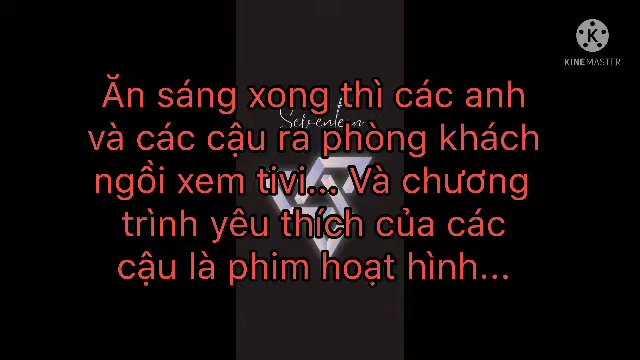 KINEMASTER
Ăn sáng xong thì các anh
Seventeen
và các cậu ra phòng khách
ngồi xem tivi... Và chương
trình yêu thích của các
cậu là phim hoạt hình...